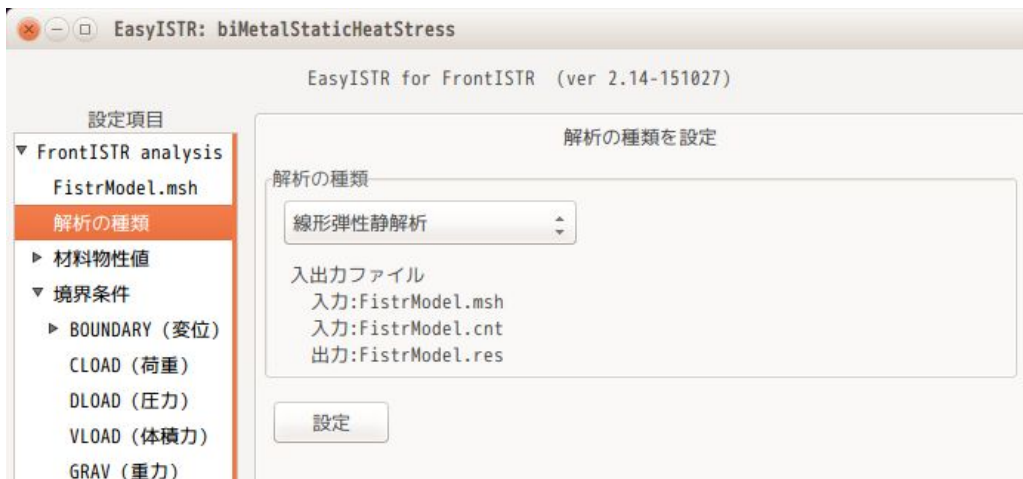 EasyISTR: biMetalStaticHeatStress
EasyISTR for FrontISTR (ver 2.14-151027)
設定項目
FrontISTR analysis
FistrModel.msh
解析の種類
材料物性値
境界条件
BOUNDARY (変位)
CLOAD (荷重)
DLOAD (圧力)
VLOAD (体積力)
GRAV (重力)
解析の種類を設定
解析の種類
線形弾性静解析
入出力ファイル
入力:FistrModel.msh
入力:FistrModel.cnt
出力:FistrModel.res
設定